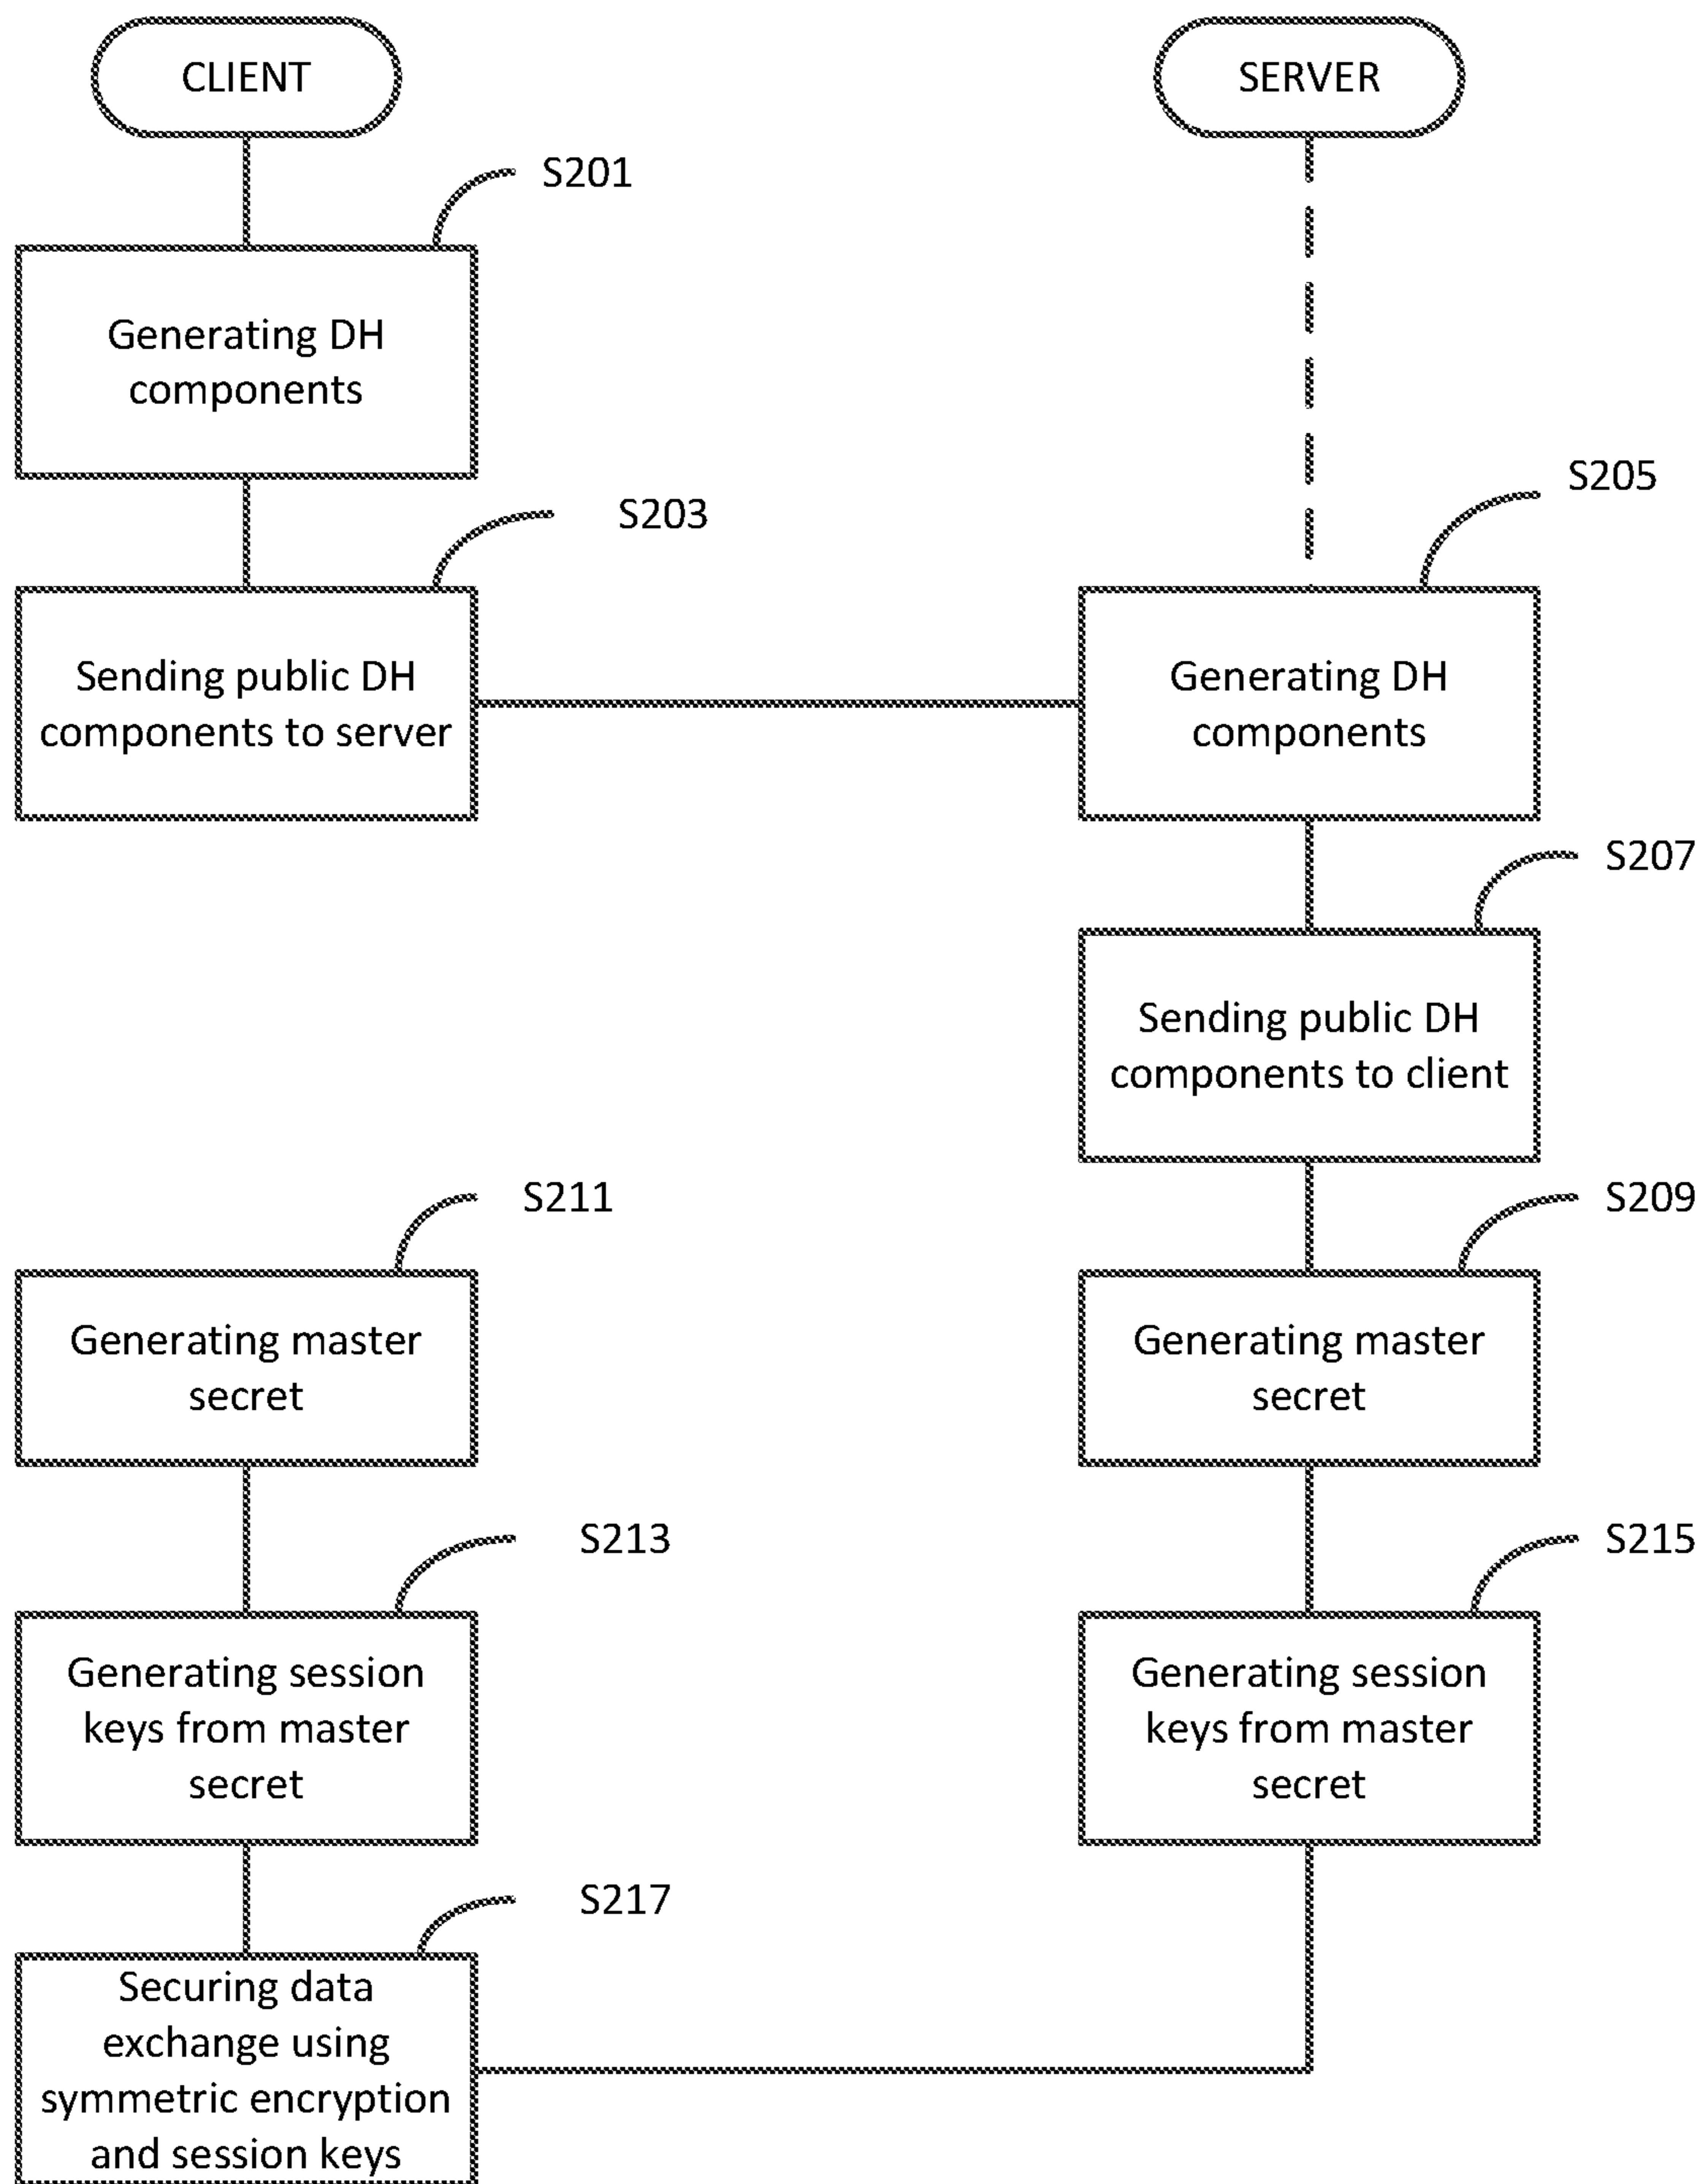 CLIENT
SERVER
S201
Generating DH
components
S203
Sending public DH
components to server
S205
Generating DH
components
S207
Sending public DH
components to client
S211
Generating master
secret
S209
Generating master
secret
S213
Generating session
keys from master
secret
S215
Generating session
keys from master
secret
S217
Securing data
exchange using
symmetric encryption
and session keys